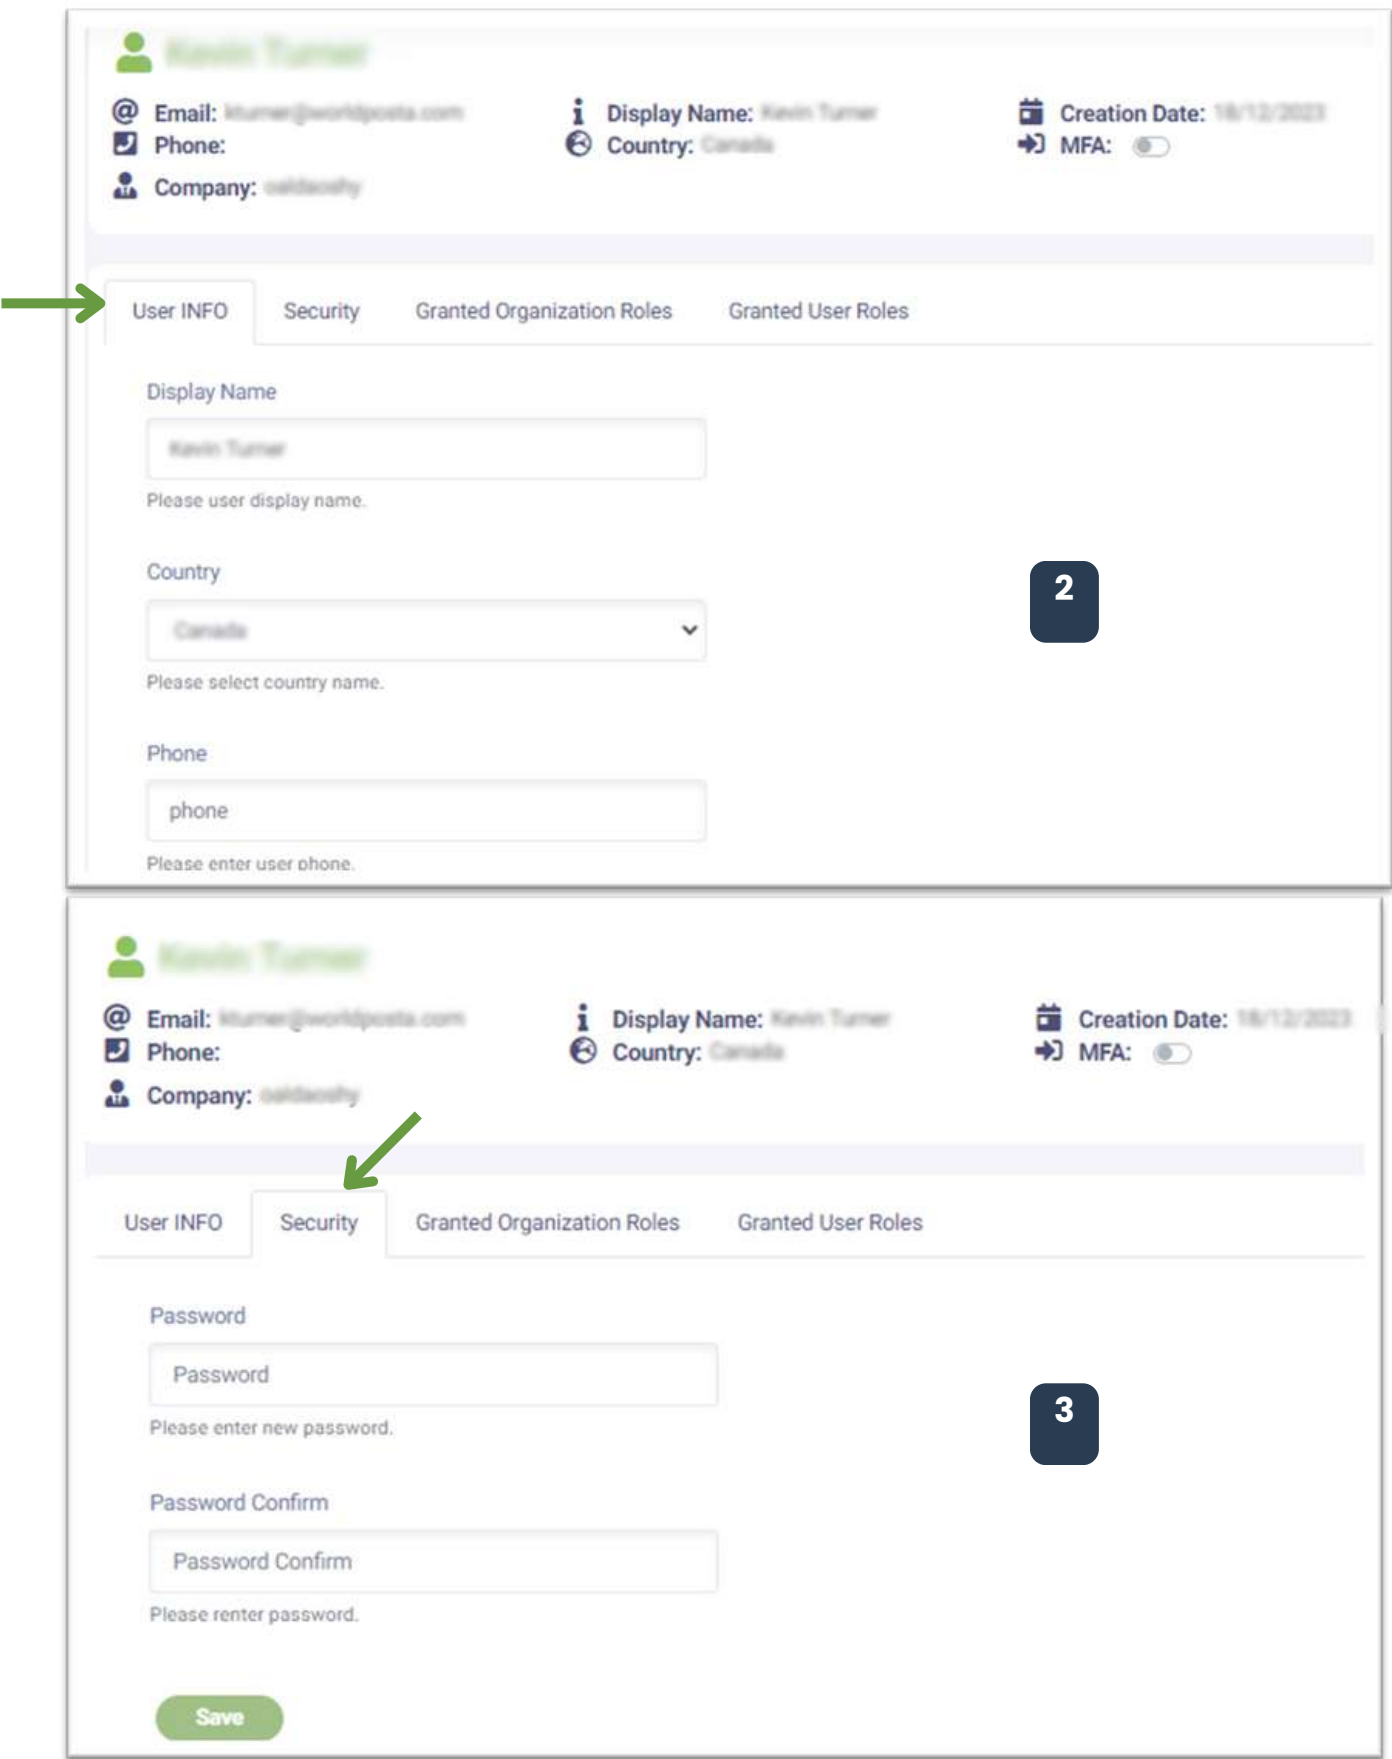 Email:
Display Name:
Creation Date:
Phone:
Country:
MFA:
Company:
User INFO
Security
Granted Organization Roles
Granted User Roles
Display Name
Please user display name.
Country
2
Please select country name.
Phone
phone
Please enter user phone.
Email:
Display Name:
Creation Date:
Phone:
Country:
MFA:
Company:
User INFO
Security
Granted Organization Roles
Granted User Roles
Password
Password
Please enter new password.
3
Password Confirm
Password Confirm
Please renter password.
Save